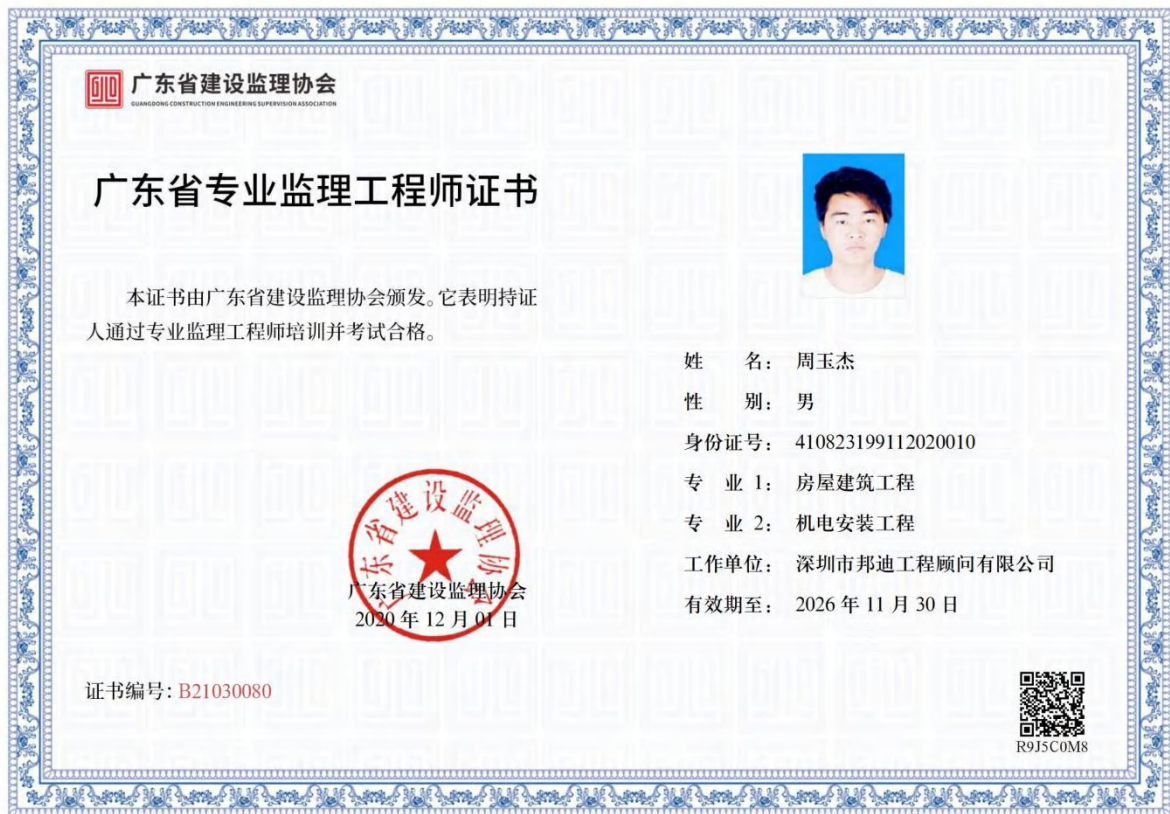 广东省建设监理协会
GUANGDONG CONSTRUCTION ENGINEERING SUPERVISION ASSOCIATION
广东省专业监理工程师证书
本证书由广东省建设监理协会颁发。它表明持证
人通过专业监理工程师培训并考试合格。
广东省建设监理协会
广东省建设监理协会
2020 年 12 月 01 日
证书编号: B21030080
姓 名: 周玉杰
性 别: 男
身份证号: 410823199112020010
专 业 1: 房屋建筑工程
专 业 2: 机电安装工程
工作单位: 深圳市邦迪工程顾问有限公司
有效期至: 2026 年 11 月 30 日
R9J5C0M8